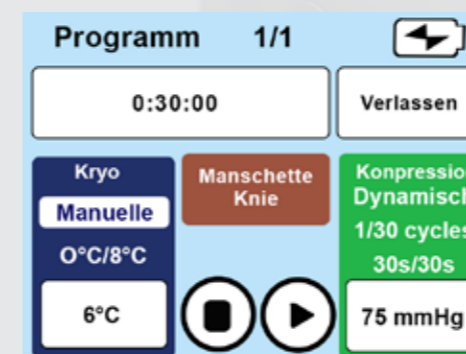 Programm 1/1
0:30:00
Verlassen
Kryo
Manuelle
O°C/8°C
6°C
Manschette
Knie
Konpressio
Dynamisch
1/30 cycles
30s/30s
75 mmHg